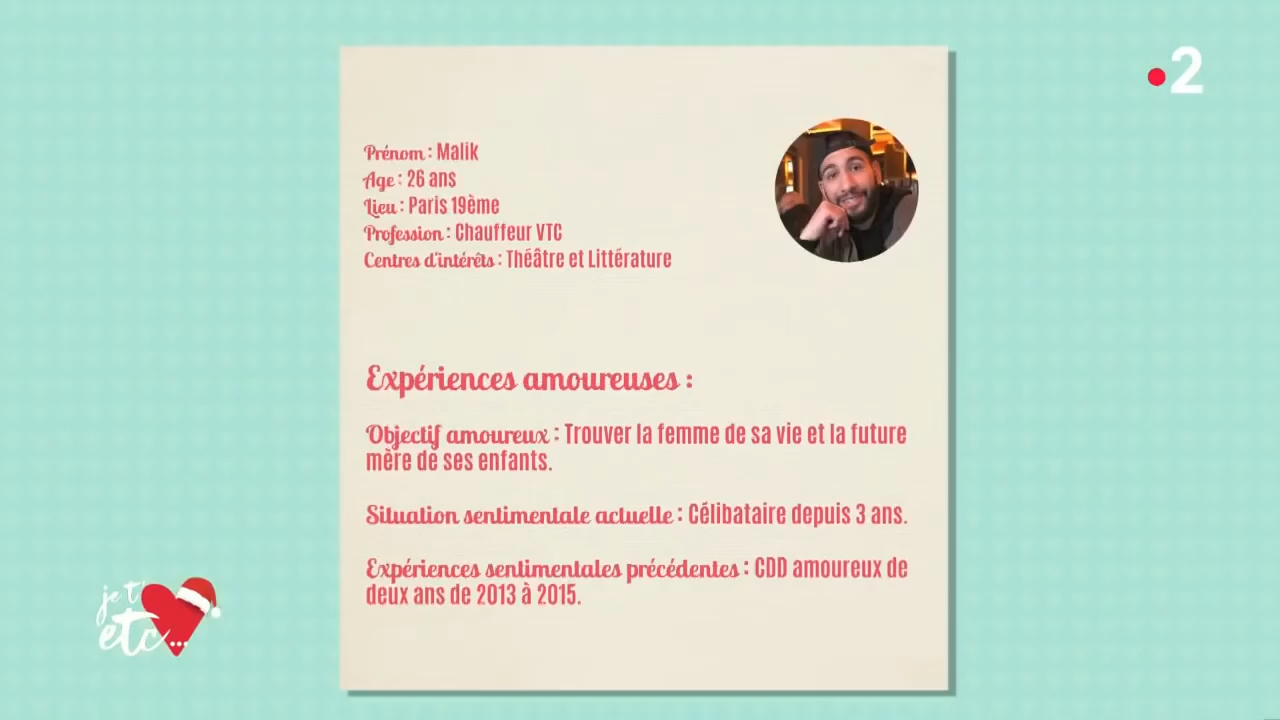 2
Prénom : Malik
Age : 26 ans
Lieu : Paris 19ème
Profession : Chauffeur VTC
Centres d'intérêts : Théâtre et Littérature
Expériences amoureuses :
Objectif amoureux : Trouver la femme de sa vie et la future
mère de ses enfants.
Situation sentimentale actuelle : Célibataire depuis 3 ans.
Expériences sentimentales précédentes : CDD amoureux de
deux ans de 2013 à 2015.
je t'
etc...